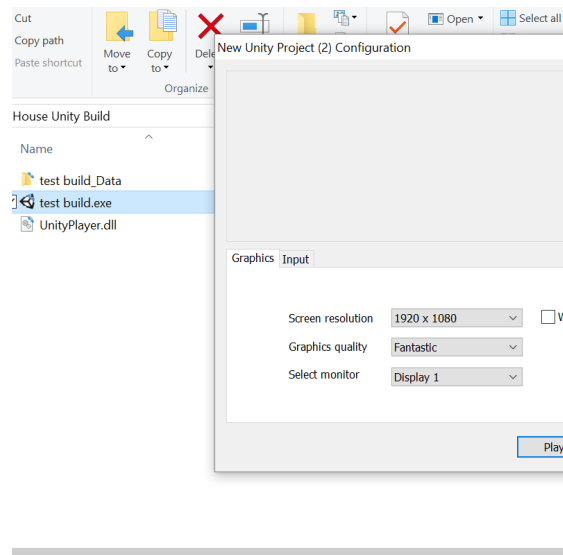 Cut
Copy path
Paste shortcut
Move to
Copy to
Open
Select all
Organize
New Unity Project (2) Configuration
House Unity Build
Name
test build_Data
test build.exe
UnityPlayer.dll
Graphics Input
Screen resolution 1920 x 1080
Graphics quality Fantastic
Select monitor Display 1
Play